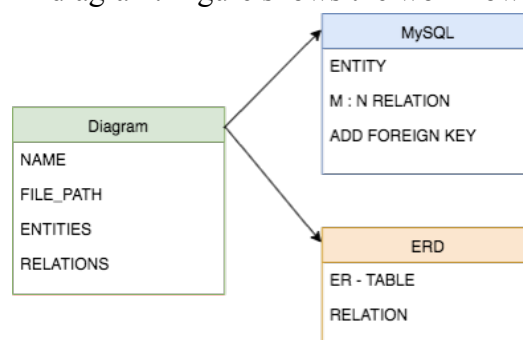 MySQL
ENTITY
M : N RELATION
ADD FOREIGN KEY
Diagram
NAME
FILE_PATH
ENTITIES
RELATIONS
ERD
ER - TABLE
RELATION